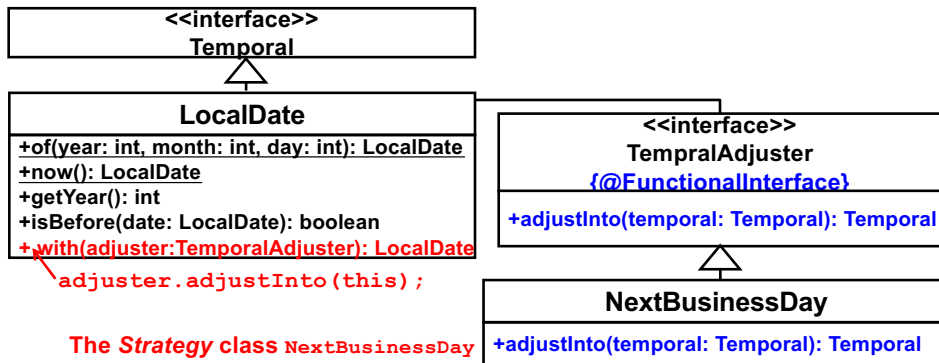 <<interface>>
Temporal
LocalDate
+of(year: int, month: int, day: int): LocalDate
+now(): LocalDate
+getYear(): int
+isBefore(date: LocalDate): boolean
+ with(adjuster:TemporalAdjuster): LocalDate
adjuster.adjustInto(this);
<<interface>>
TempralAdjuster
{@FunctionalInterface}
+adjustInto(temporal: Temporal): Temporal
NextBusinessDay
+adjustInto(temporal: Temporal): Temporal
The Strategy class NextBusinessDay